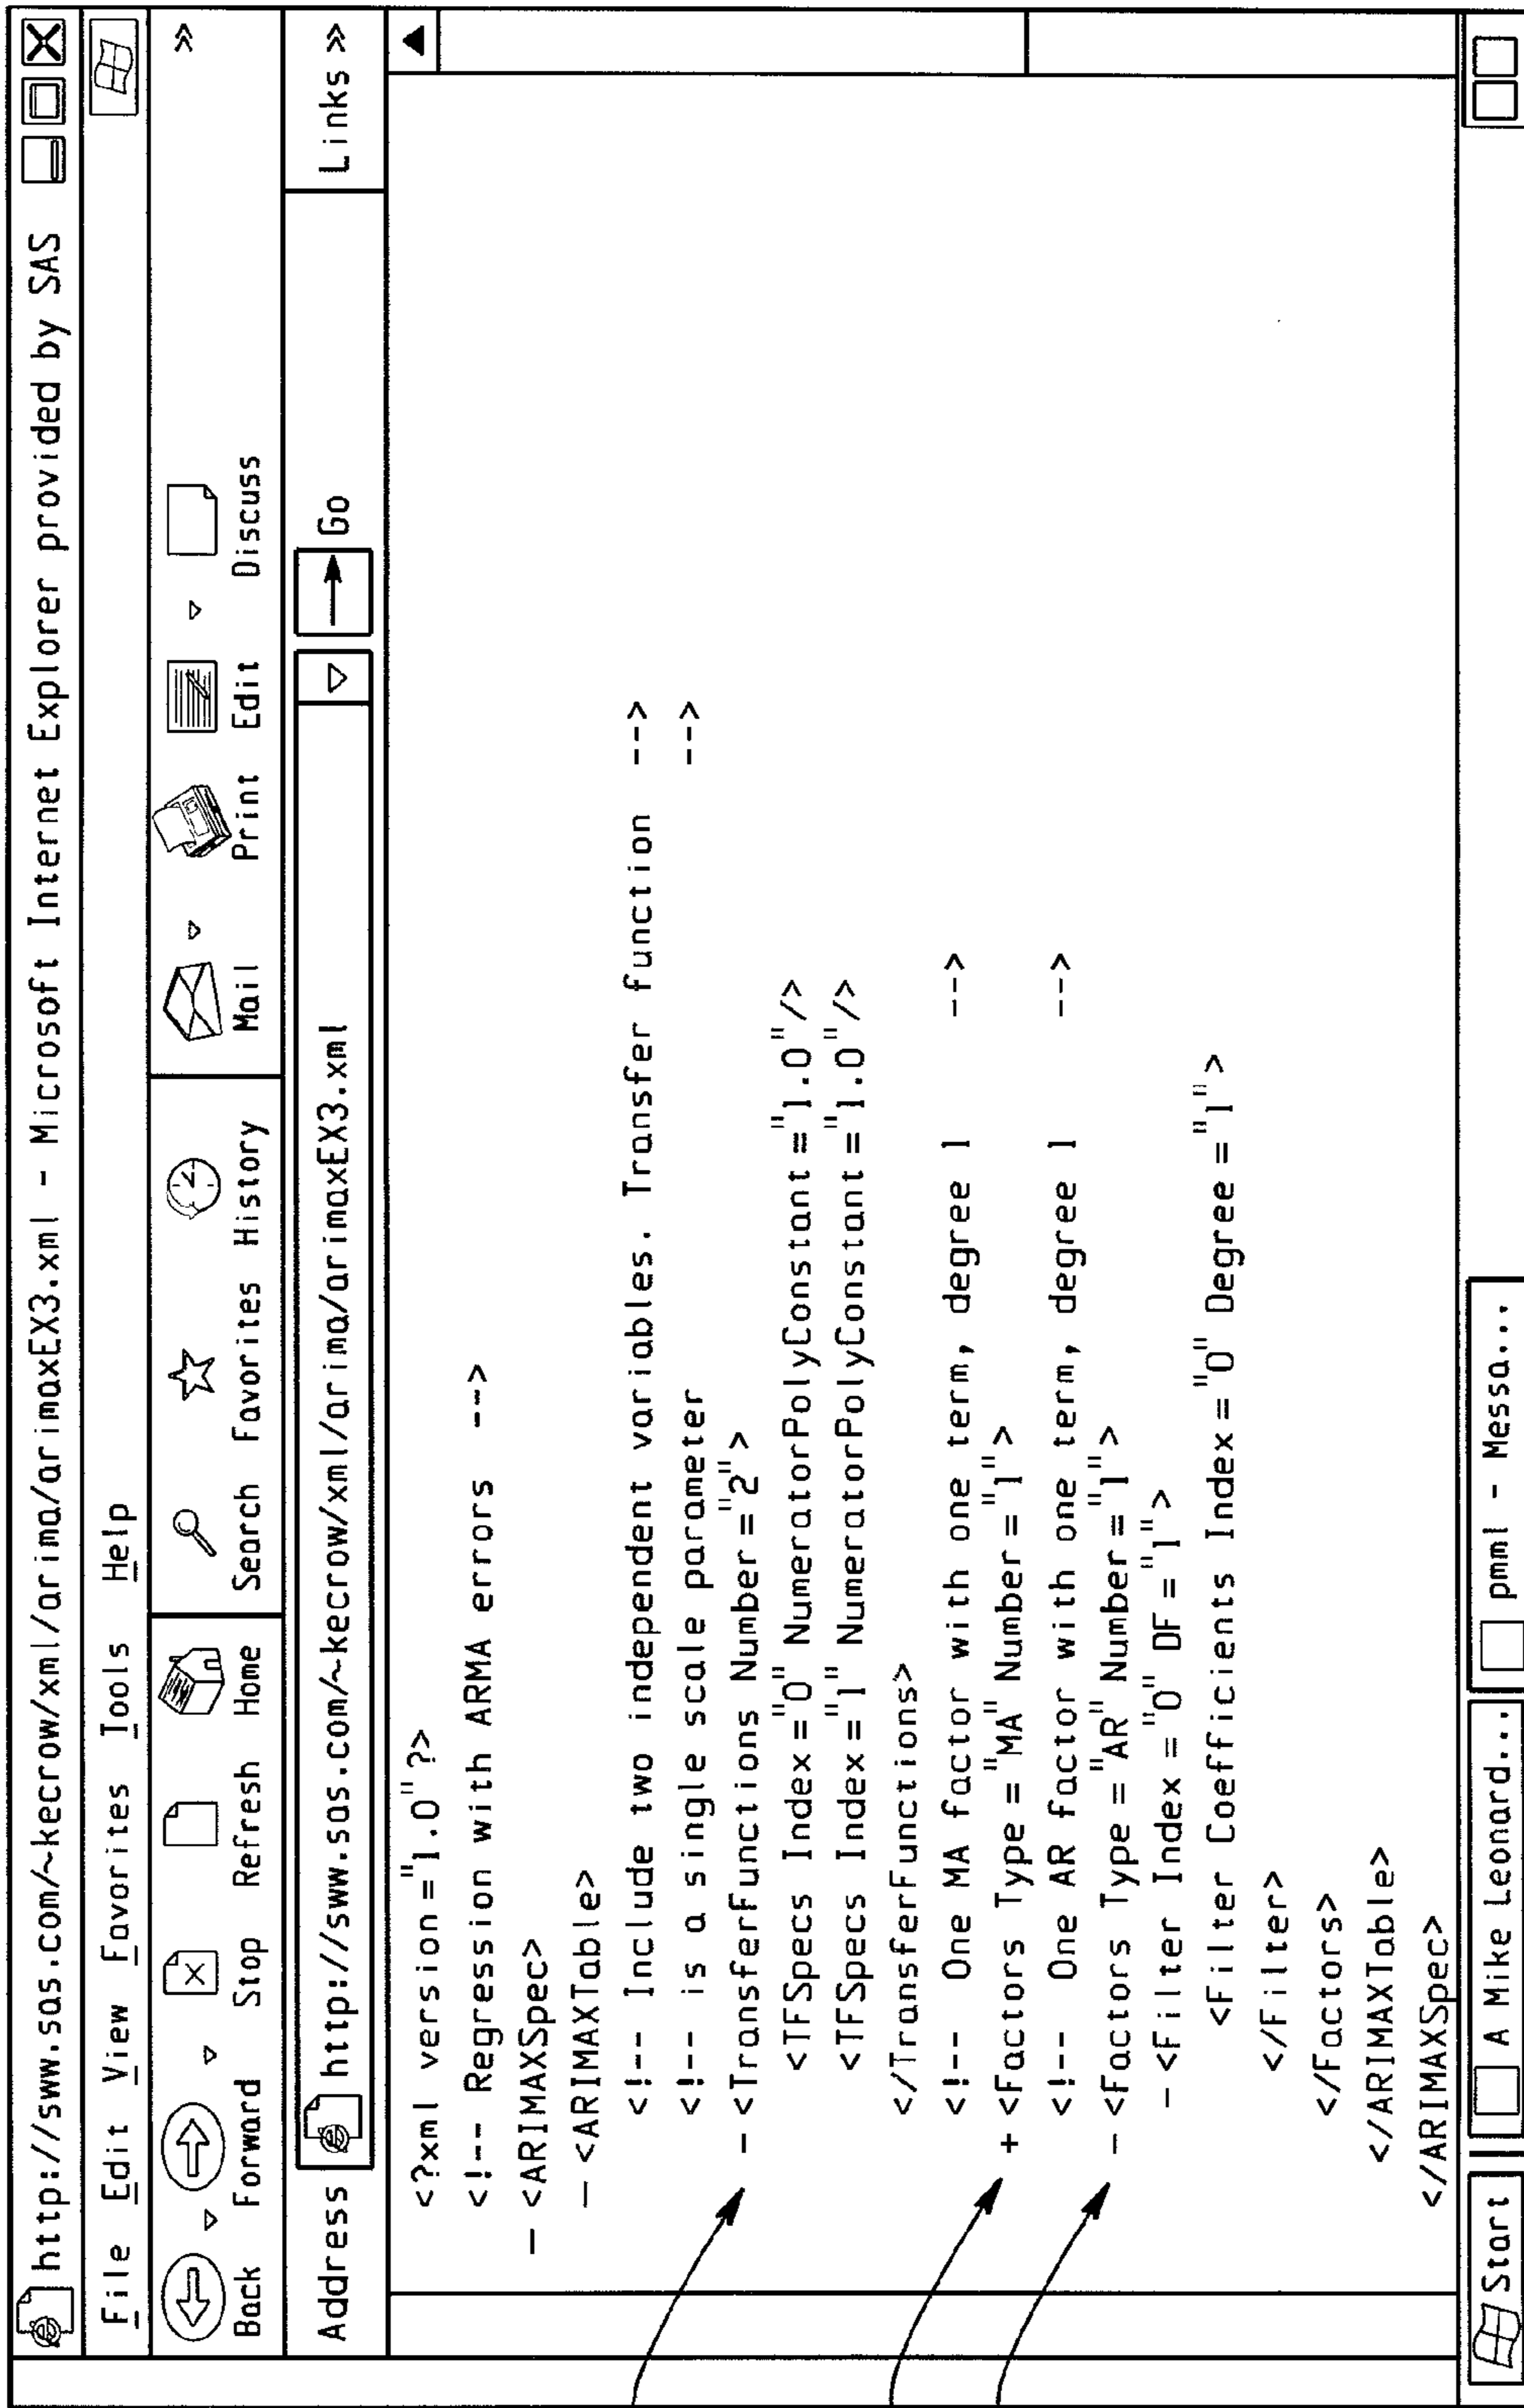 http://sww.sas.com/~kecrow/xml/arima/arimaxEX3.xml - Microsoft Internet Explorer provided by SAS
File Edit View Favorites Tools Help
Back Forward Stop Refresh Home Search Favorites History Mail Print Edit Discuss »
Address http://sww.sas.com/~kecrow/xml/arima/arimaxEX3.xml Go Links »
<?xml version="1.0"?>
<!-- Regression with ARMA errors -->
- <ARIMAXSpec>
- <ARIMAXTable>
<!-- Include two independent variables. Transfer function -->
<!-- is a single scale parameter -->
- <TransferFunctions Number="2">
<TFSpecs Index="0" NumeratorPolyConstant="1.0"/>
<TFSpecs Index="1" NumeratorPolyConstant="1.0"/>
</TransferFunctions>
<!-- One MA factor with one term, degree 1 -->
+ <Factors Type="MA" Number="1">
<!-- One AR factor with one term, degree 1 -->
- <Factors Type="AR" Number="1">
- <Filter Index="0" DF="1">
<Filter Coefficients Index="0" Degree="1">
</Filter>
</Factors>
</ARIMAXTable>
</ARIMAXSpec>
Start A Mike Leonard... pmml - Messa...